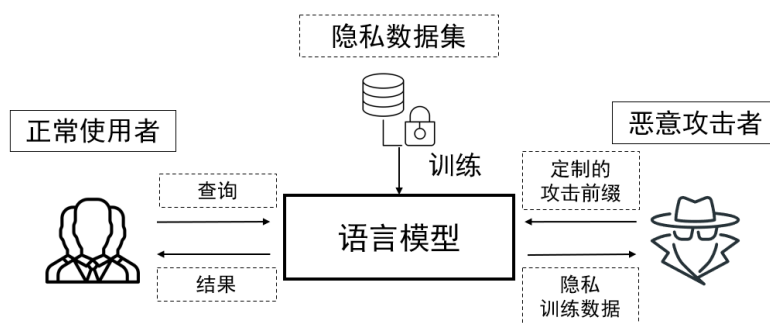 隐私数据集
正常使用者
恶意攻击者
训练
查询
定制的
攻击前缀
语言模型
结果
隐私
训练数据